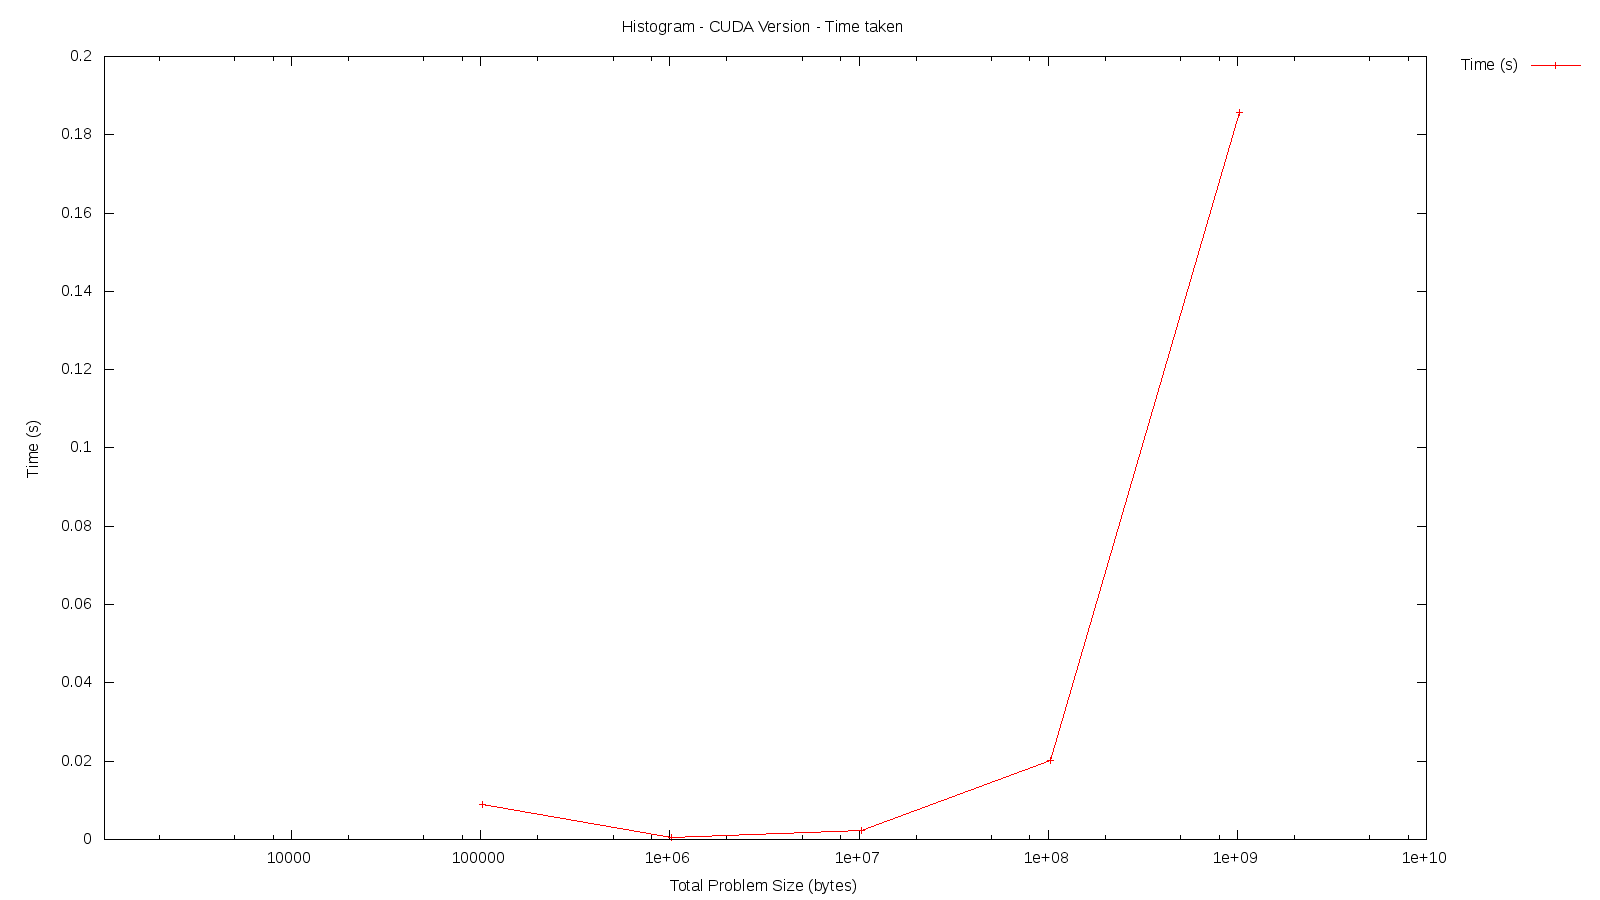 Histogram - CUDA Version - Time taken
Time (s)
0.2
0.18
0.16
0.14
0.12
0.1
0.08
0.06
0.04
0.02
0
Time (s)
10000
100000
1e+06
1e+07
1e+08
1e+09
1e+10
Total Problem Size (bytes)